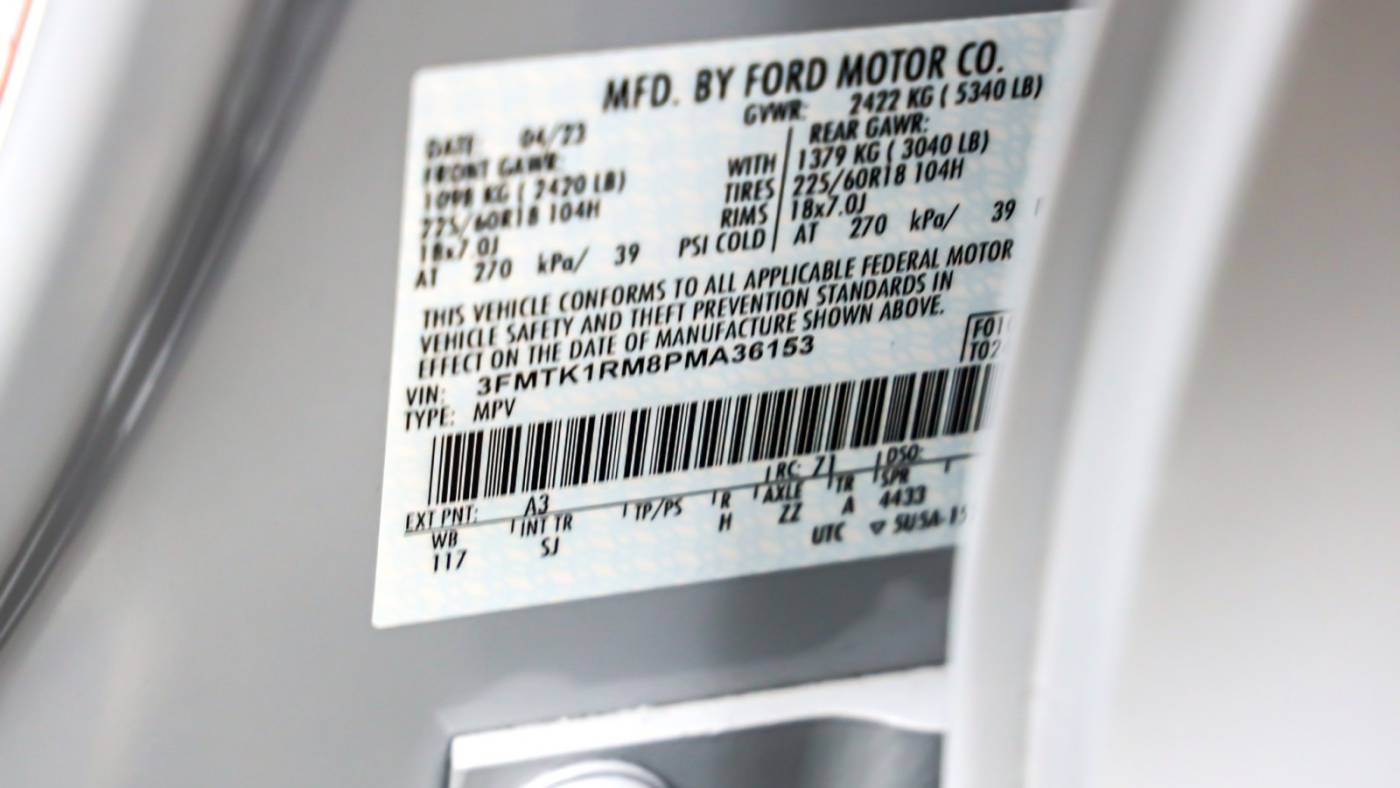 MFD. BY FORD MOTOR CO.
DATE: 04/23 GVWR: 2422 KG ( 5340 LB)
FRONT GAWR: REAR GAWR:
1098 KG ( 2420 LB) WITH 1379 KG ( 3040 LB)
225/60R18 104H TIRES 225/60R18 104H
18x7.0J RIMS 18x7.0J
AT 270 kPa/ 39 PSI COLD AT 270 kPa/ 39
THIS VEHICLE CONFORMS TO ALL APPLICABLE FEDERAL MOTOR
VEHICLE SAFETY AND THEFT PREVENTION STANDARDS IN
EFFECT ON THE DATE OF MANUFACTURE SHOWN ABOVE.
VIN: 3FMTK1RM8PMA36153
TYPE: MPV
EXT PNT: A3 RC: 71 DSO:
WB INT TR TP/PS R AXLE TR SPR
117 SJ H ZZ A 4433
UTC